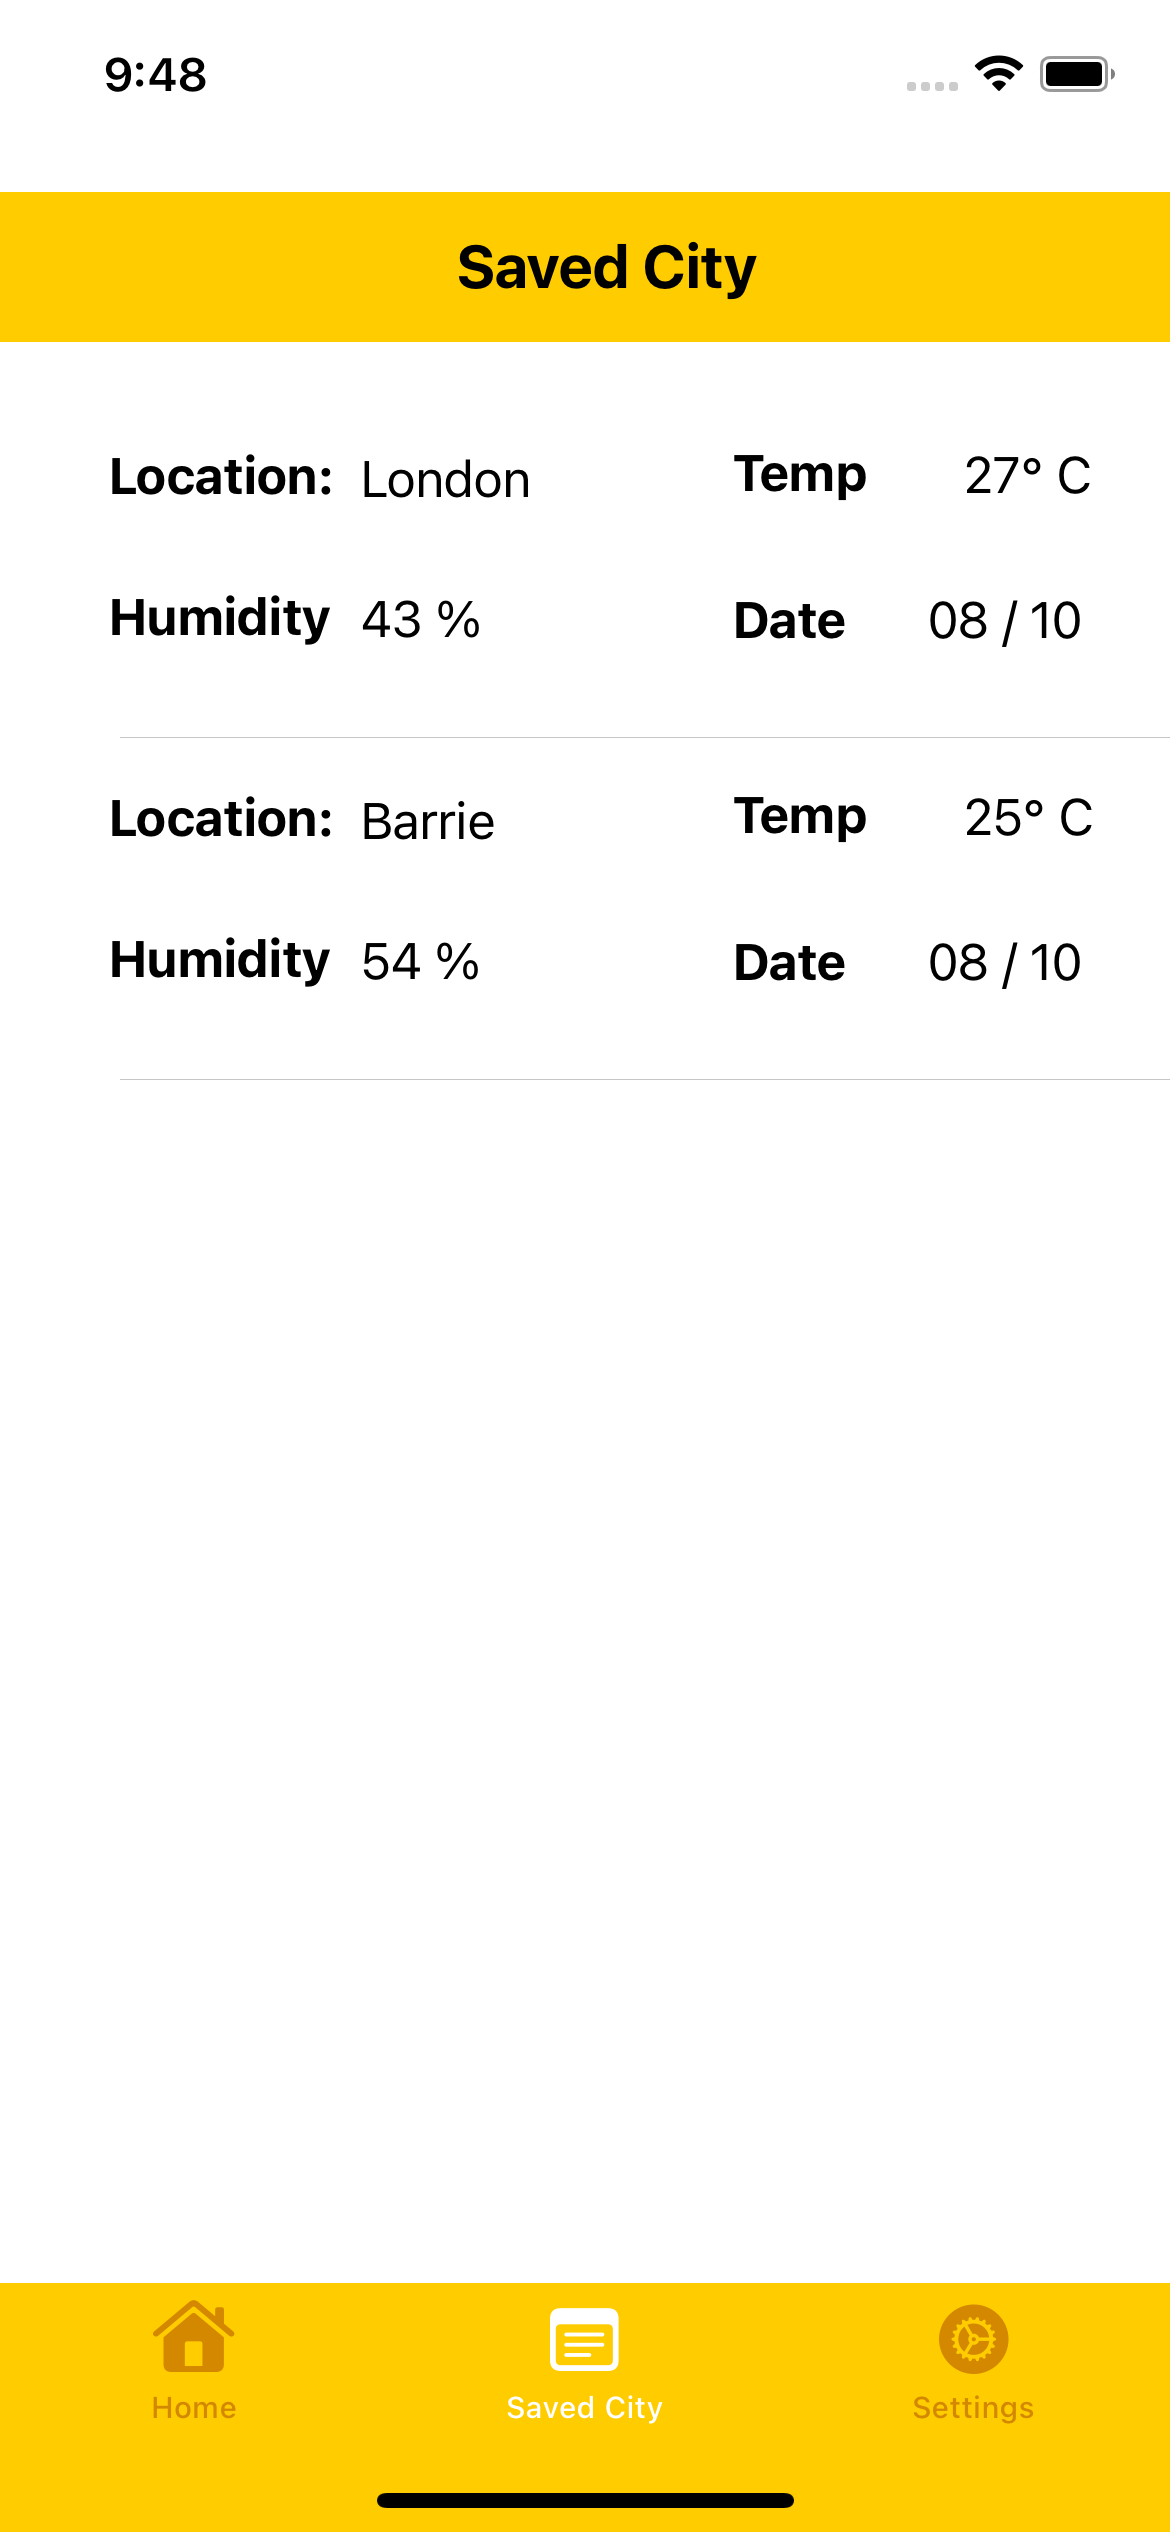 9:48
Saved City
Location: London Temp 27° C
Humidity 43 % Date 08 / 10
Location: Barrie Temp 25° C
Humidity 54 % Date 08 / 10
Home Saved City Settings